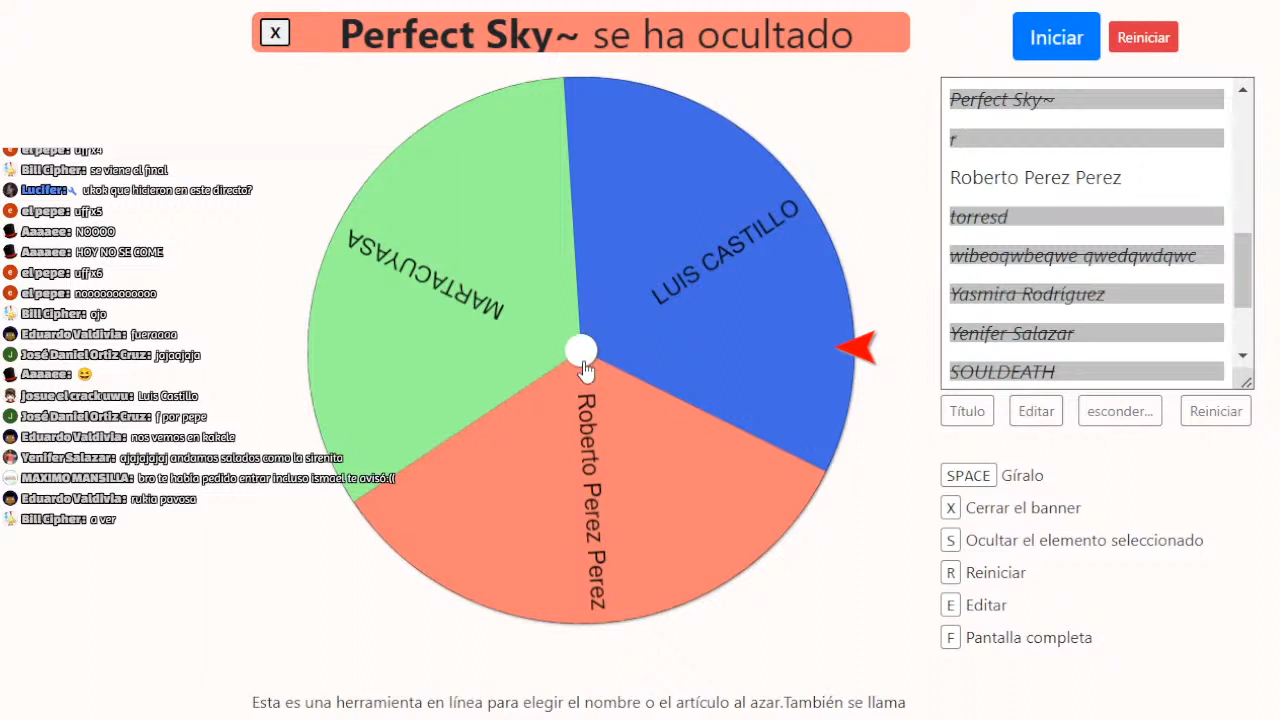 X
Perfect Sky~ se ha ocultado
Iniciar
Reiniciar
el pepe: uff x4
Bill Cipher: se viene el final
Lucifer: ukok que hicieron en este directo?
el pepe: uff x5
Aaaaee: NOOOO
Aaaaee: HOY NO SE COME
el pepe: uff x6
el pepe: nooooooooooo
Bill Cipher: ojo
Eduardo Valdivia: fueraaaa
José Daniel Ortiz Cruz: jajaajaja
Aaaaee: 😄
josue el crack uwu: Luis Castillo
José Daniel Ortiz Cruz: f por pepe
Eduardo Valdivia: nos vemos en kakele
Yenifer Salazar: ajajajajaj andamos salados como la sirenita
MAXIMO MANSILLA: bro te había pedido entrar incluso ismael te avisó:((
Eduardo Valdivia: rukia pavosa
Bill Cipher: a ver
MARTACUYASA
LUIS CASTILLO
Roberto Perez Perez
Perfect Sky~
r
Roberto Perez Perez
torresd
wibeoqwbeqwe qwedqwdqwc
Yasmira Rodríguez
Yenifer Salazar
SOULDEATH
Título
Editar
esconder...
Reiniciar
SPACE Gíralo
X Cerrar el banner
S Ocultar el elemento seleccionado
R Reiniciar
E Editar
F Pantalla completa
Esta es una herramienta en línea para elegir el nombre o el artículo al azar.También se llama